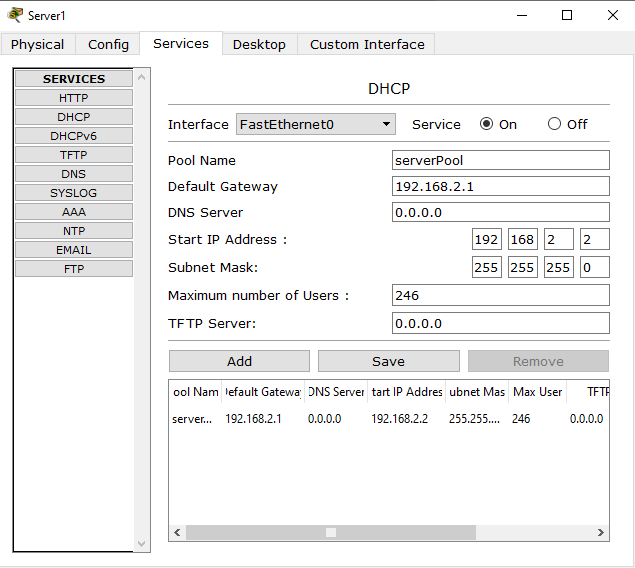 Server1
Physical Config Services Desktop Custom Interface
SERVICES
HTTP
DHCP
DHCPv6
TFTP
DNS
SYSLOG
AAA
NTP
EMAIL
FTP
DHCP
Interface FastEthernet0 Service On Off
Pool Name serverPool
Default Gateway 192.168.2.1
DNS Server 0.0.0.0
Start IP Address : 192 168 2 2
Subnet Mask: 255 255 255 0
Maximum number of Users : 246
TFTP Server: 0.0.0.0
Add Save Remove
ool Nam efault Gatewa DNS Server tart IP Addres ubnet Mas Max User TFTP
server... 192.168.2.1 0.0.0.0 192.168.2.2 255.255.... 246 0.0.0.0